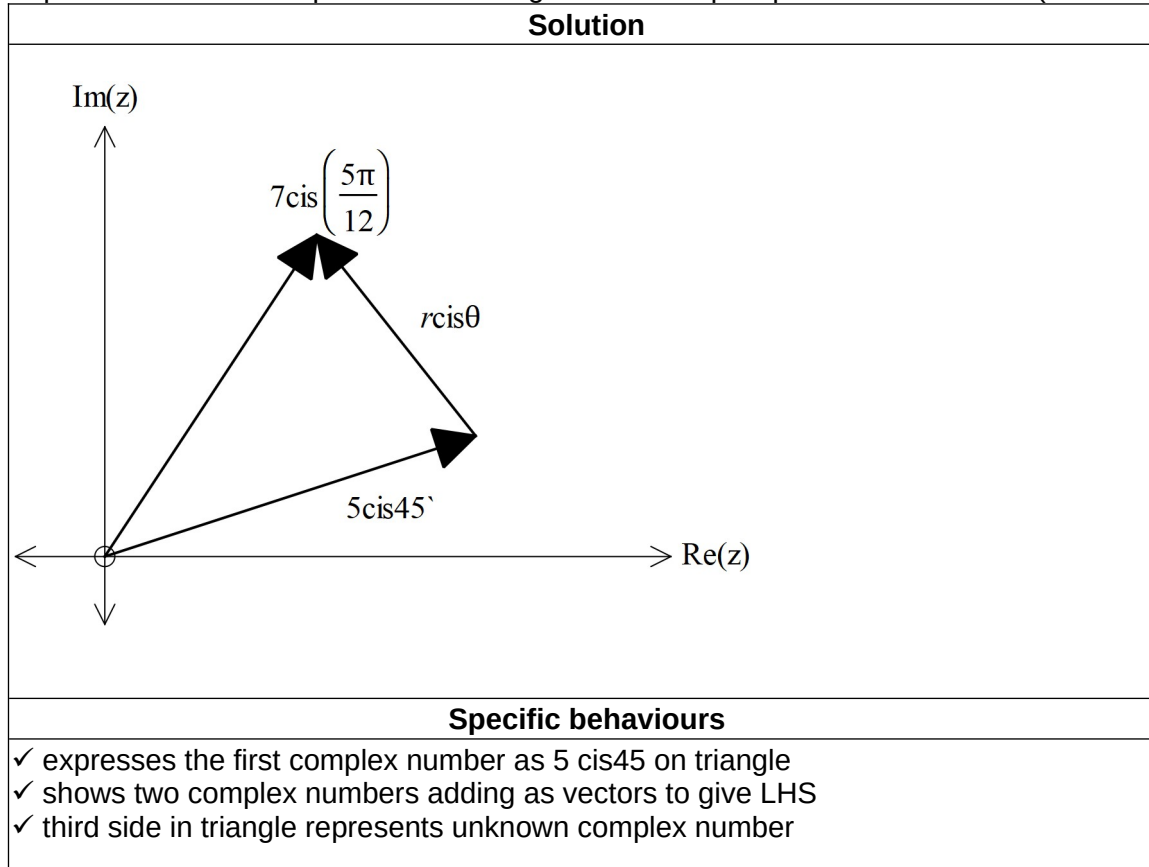 Solution
Im(z)
7cis(5π/12)
rcisθ
5cis45`
Re(z)
Specific behaviours
✓ expresses the first complex number as 5 cis45 on triangle
✓ shows two complex numbers adding as vectors to give LHS
✓ third side in triangle represents unknown complex number